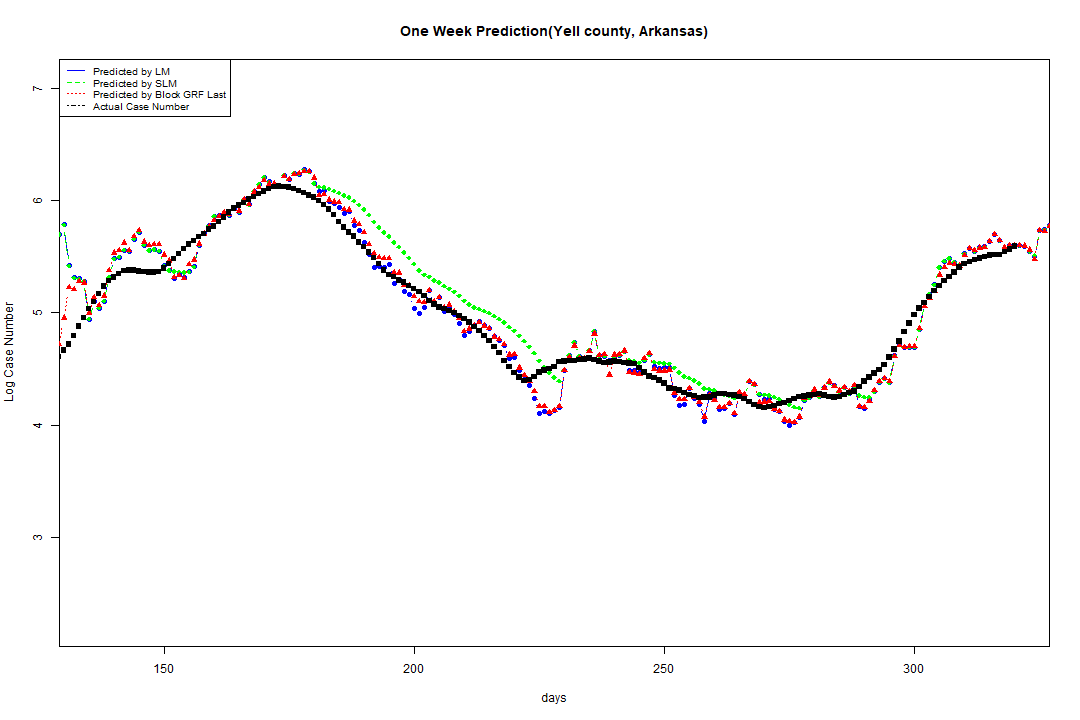 One Week Prediction(Yell county, Arkansas)
Predicted by LM
Predicted by SLM
Predicted by Block GRF Last
Actual Case Number
7
6
5
4
3
Log Case Number
150
200
250
300
days